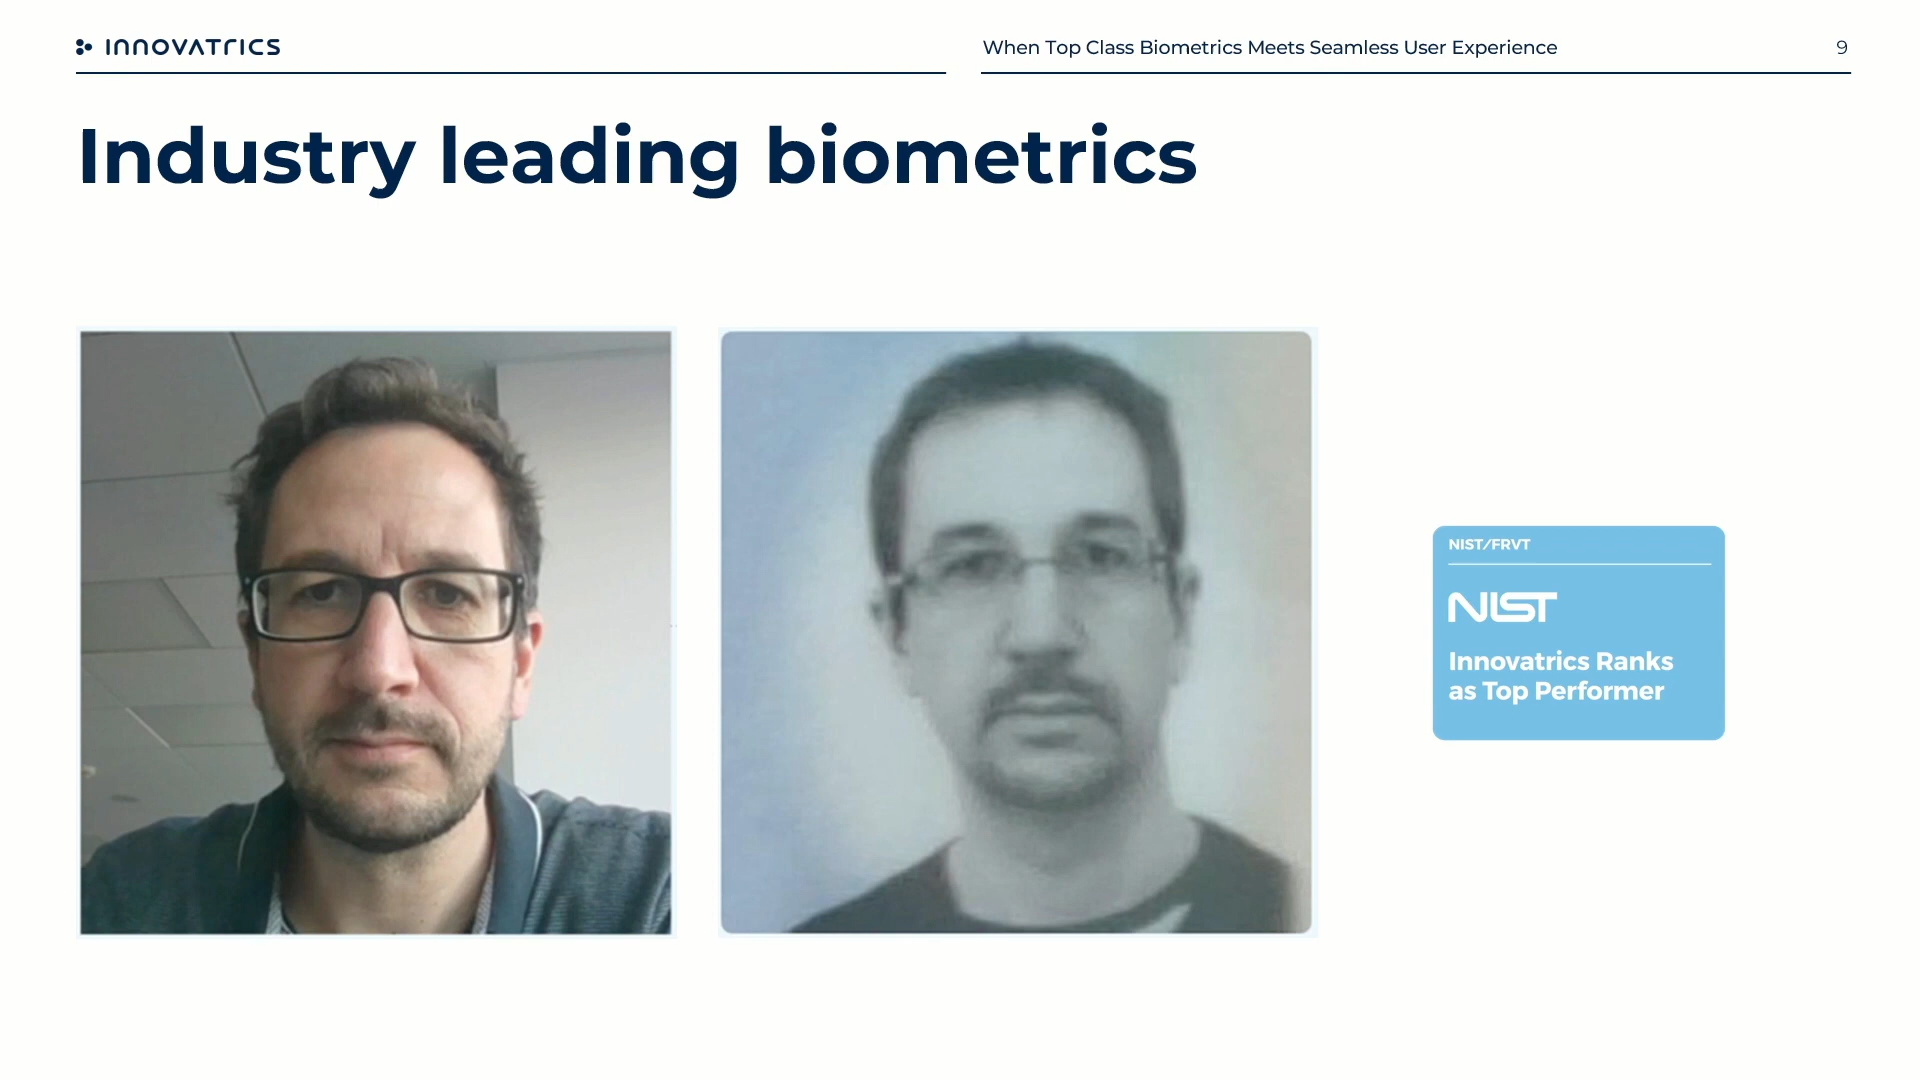 INNOVATRICS
When Top Class Biometrics Meets Seamless User Experience
9
Industry leading biometrics
NIST/FRVT
NIST
Innovatrics Ranks
as Top Performer